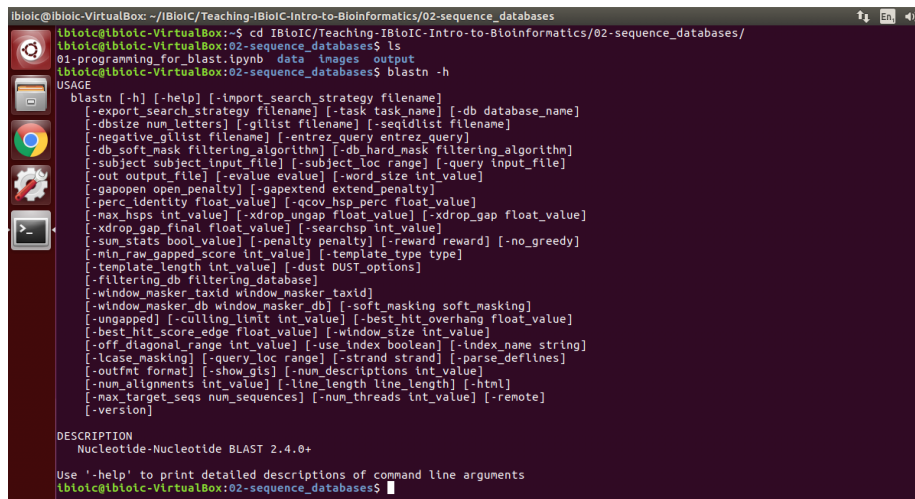 ibioic@ibioic-VirtualBox: ~/IBioIC/Teaching-IBioIC-Intro-to-Bioinformatics/02-sequence_databases
En
ibioic@ibioic-VirtualBox:~$ cd IBioIC/Teaching-IBioIC-Intro-to-Bioinformatics/02-sequence_databases/
ibioic@ibioic-VirtualBox:02-sequence_databases$ ls
01-programming_for_blast.ipynb data images output
ibioic@ibioic-VirtualBox:02-sequence_databases$ blastn -h
USAGE
blastn [-h] [-help] [-import_search_strategy filename]
[-export_search_strategy filename] [-task task_name] [-db database_name]
[-dbsize num_letters] [-gilist filename] [-seqidlist filename]
[-negative_gilist filename] [-entrez_query entrez_query]
[-db_soft_mask filtering_algorithm] [-db_hard_mask filtering_algorithm]
[-subject subject_input_file] [-subject_loc range] [-query input_file]
[-out output_file] [-evalue evalue] [-word_size int_value]
[-gapopen open_penalty] [-gapextend extend_penalty]
[-perc_identity float_value] [-qcov_hsp_perc float_value]
[-max_hsps int_value] [-xdrop_ungap float_value] [-xdrop_gap float_value]
[-xdrop_gap_final float_value] [-searchsp int_value]
[-sum_stats bool_value] [-penalty penalty] [-reward reward] [-no_greedy]
[-min_raw_gapped_score int_value] [-template_type type]
[-template_length int_value] [-dust DUST_options]
[-filtering_db filtering_database]
[-window_masker_taxid window_masker_taxid]
[-window_masker_db window_masker_db] [-soft_masking soft_masking]
[-ungapped] [-culling_limit int_value] [-best_hit_overhang float_value]
[-best_hit_score_edge float_value] [-window_size int_value]
[-off_diagonal_range int_value] [-use_index boolean] [-index_name string]
[-lcase_masking] [-query_loc range] [-strand strand] [-parse_deflines]
[-outfmt format] [-show_gis] [-num_descriptions int_value]
[-num_alignments int_value] [-line_length line_length] [-html]
[-max_target_seqs num_sequences] [-num_threads int_value] [-remote]
[-version]
DESCRIPTION
Nucleotide-Nucleotide BLAST 2.4.0+
Use '-help' to print detailed descriptions of command line arguments
ibioic@ibioic-VirtualBox:02-sequence_databases$